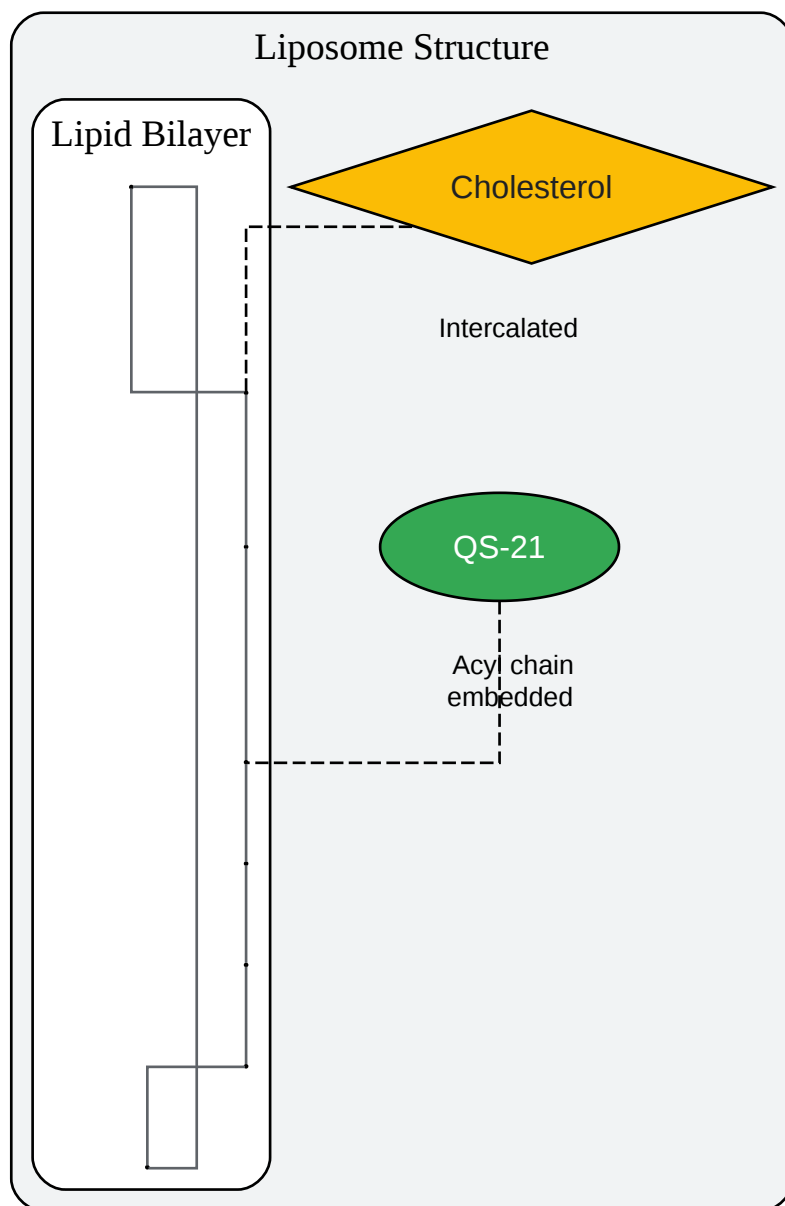 Liposome Structure
Lipid Bilayer
Cholesterol
Intercalated
QS-21
Acyl chain
embedded